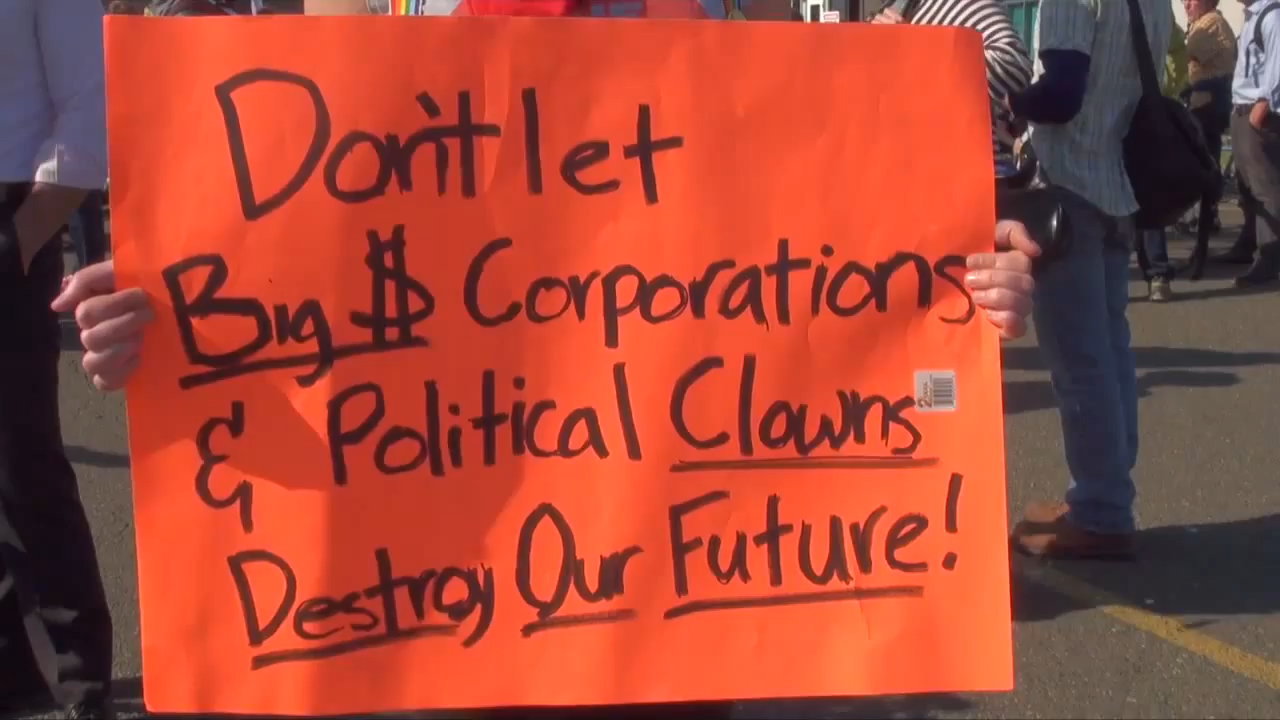 Don't let
Big $ Corporations
& Political Clowns
Destroy Our Future!